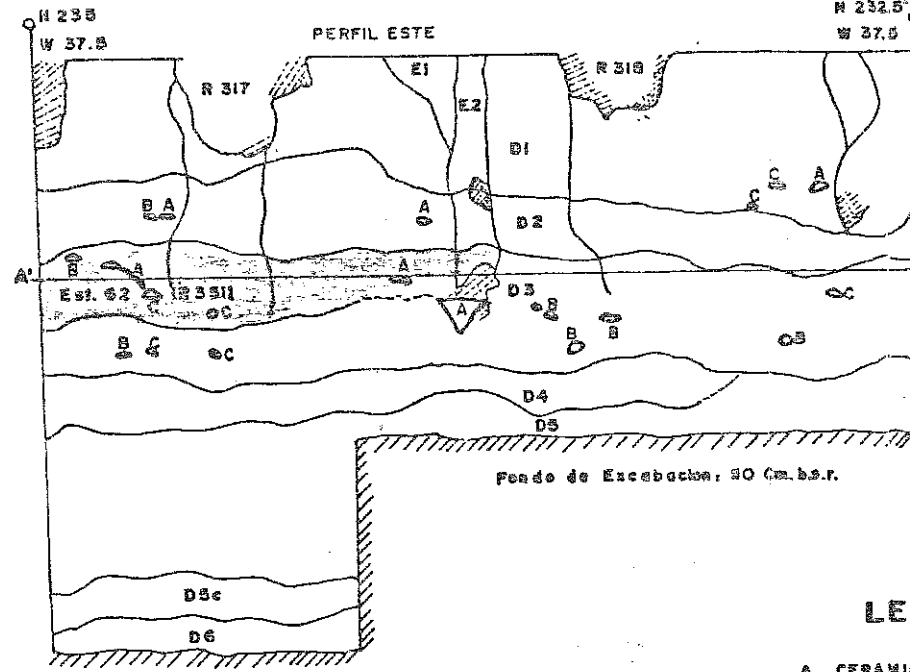 N 235
W 37.5
PERFIL ESTE
N 232.5
W 37.5
R 317
E1
E2
R 318
D1
C
A
C
B A
A
D2
A'
B
A
A
D3
C
Est. 62
C
A
B
B
B
B
B
C
C
D4
D5
Fondo de Excabacion: 90 Cm. b.s.r.
D5c
D6
LE
A CERAMI